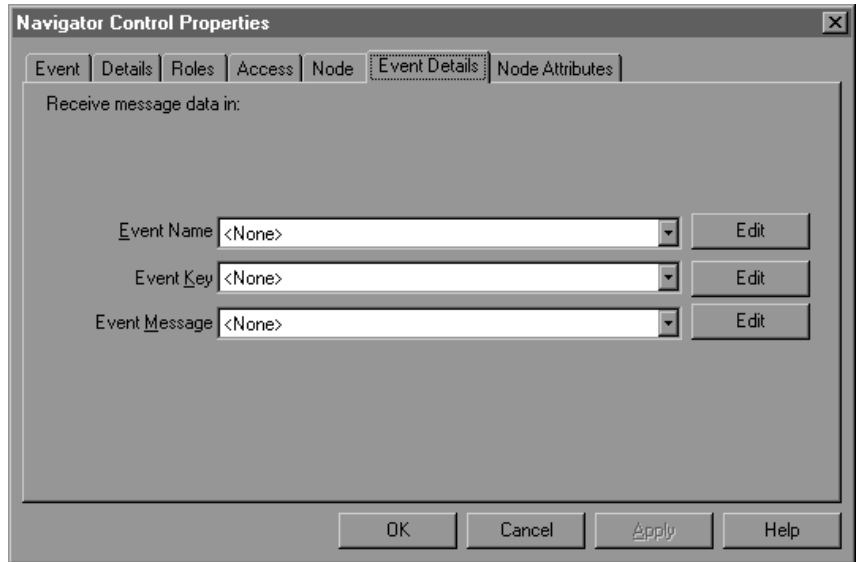 Navigator Control Properties
Event Details Roles Access Node Event Details Node Attributes
Receive message data in:
Event Name <None> Edit
Event Key <None> Edit
Event Message <None> Edit
OK Cancel Apply Help